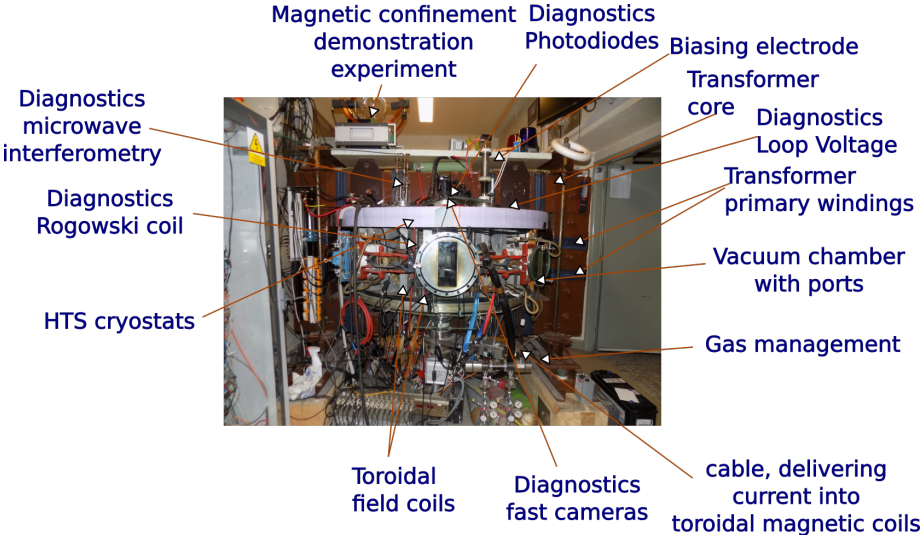 Magnetic confinement
demonstration
experiment
Diagnostics
Photodiodes
Biasing electrode
Transformer
core
Diagnostics
Loop Voltage
Transformer
primary windings
Vacuum chamber
with ports
Gas management
cable, delivering
current into
toroidal magnetic coils
Diagnostics
fast cameras
Toroidal
field coils
HTS cryostats
Diagnostics
Rogowski coil
Diagnostics
microwave
interferometry